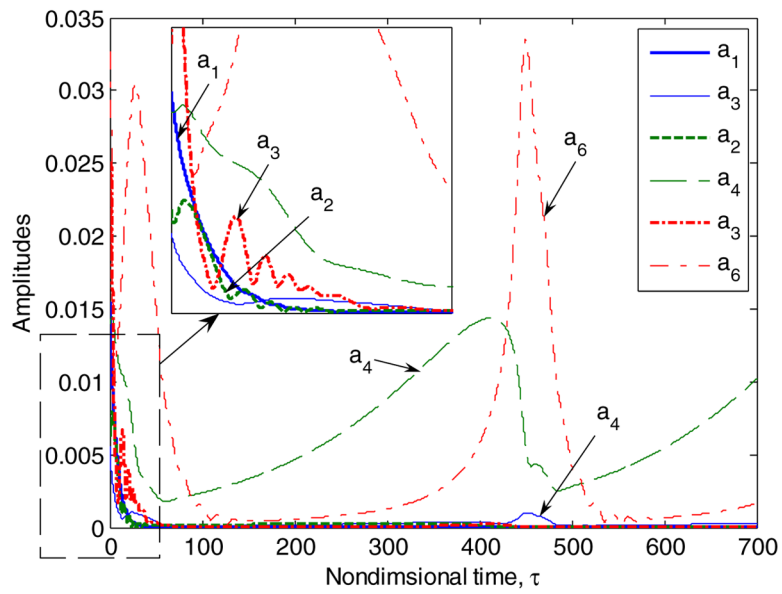 0.035
0.03
0.025
0.02
0.015
0.01
0.005
0
Amplitudes
0
100
200
300
400
500
600
700
Nondimsional time, τ
a1
a3
a2
a4
a3
a6
a1
a3
a2
a6
a4
a4